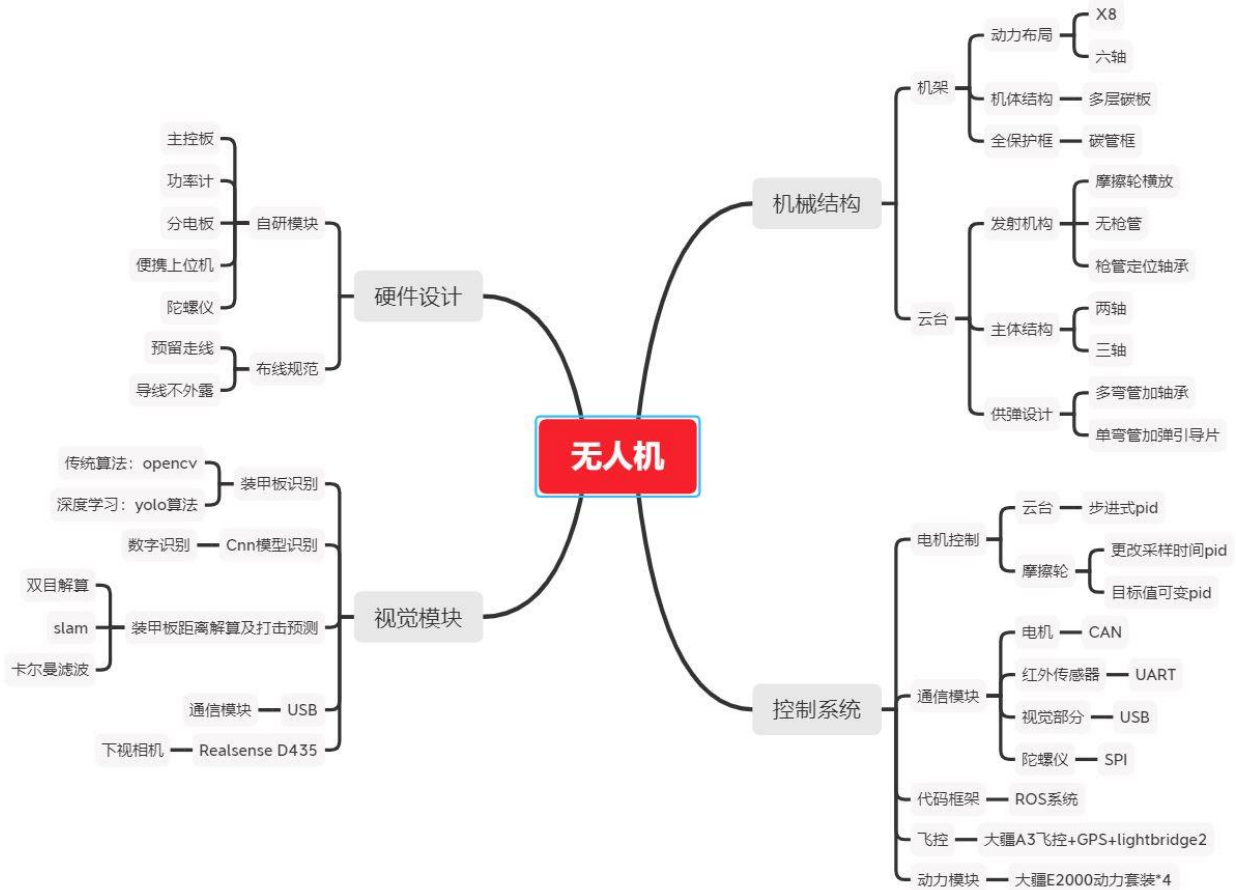 无人机
机械结构
机架
动力布局
X8
六轴
机体结构
多层碳板
全保护框
碳管框
云台
发射机构
摩擦轮横放
无枪管
枪管定位轴承
主体结构
两轴
三轴
供弹设计
多弯管加轴承
单弯管加弹引导片
控制系统
电机控制
云台
步进式pid
摩擦轮
更改采样时间pid
目标值可变pid
通信模块
电机
CAN
红外传感器
UART
视觉部分
USB
陀螺仪
SPI
代码框架
ROS系统
飞控
大疆A3飞控+GPS+lightbridge2
动力模块
大疆E2000动力套装*4
硬件设计
自研模块
主控板
功率计
分电板
便携上位机
陀螺仪
布线规范
预留走线
导线不外露
视觉模块
装甲板识别
传统算法：opencv
深度学习：yolo算法
Cnn模型识别
数字识别
装甲板距离解算及打击预测
双目解算
slam
卡尔曼滤波
USB
通信模块
Realsense D435
下视相机